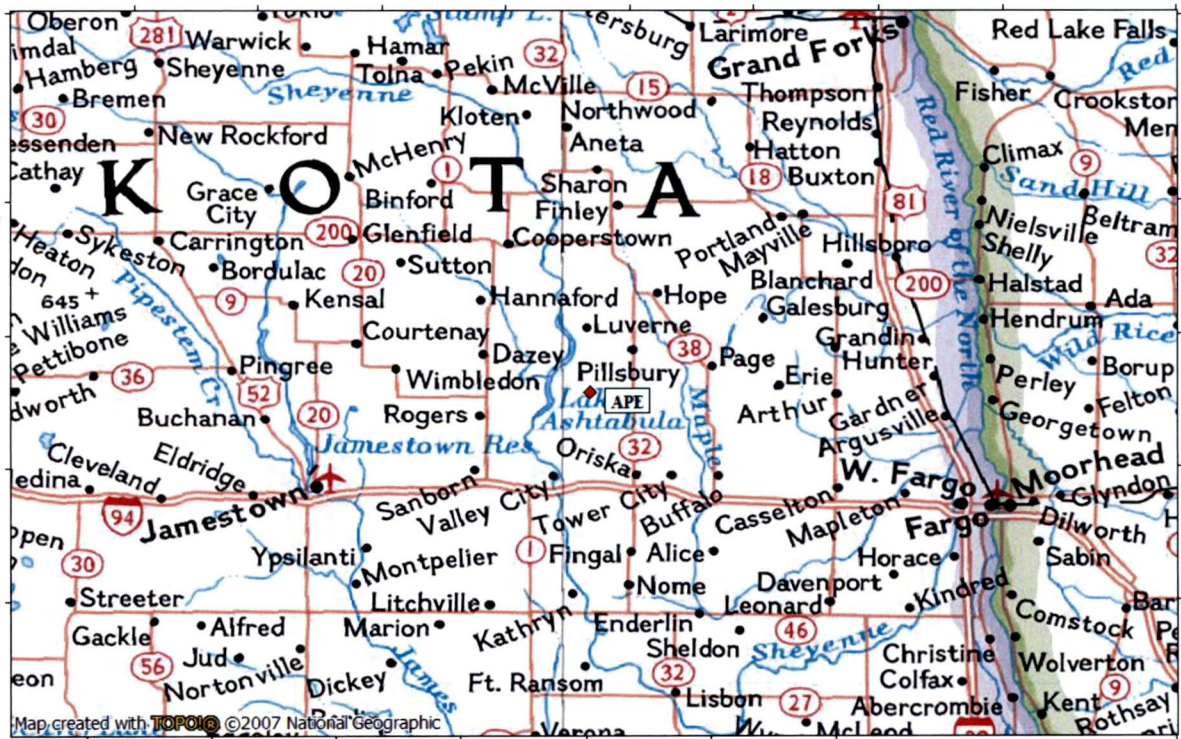 Oberon
281
Warwick
Hamar
32
Stump L.
Larimore
Grand Forks
Red Lake Falls
Red
imdal
Hamberg
Sheyenne
Tolna
Pekin
McVille
15
Thompson
Fisher
Crookston
Bremen
Sheyenne
Northwood
30
Kloten
Reynolds
Red River of the North
New Rockford
Aneta
Hatton
Climax
9
essenden
McHenry
1
Cathay
K O T A
Sharon
18
Buxton
Sand Hill
Grace
City
Binford
Finley
81
Nielsville
Beltram
Heaton
Sykeston
Carrington
200
Glenfield
Cooperstown
Portland
Mayville
Hillsboro
Shelly
32
Bordulac
20
Sutton
Blanchard
200
Halstad
645
9
Kensal
Hannaford
Hope
Galesburg
Ada
Williams
Pipestem Cr
Courtenay
Luverne
Grandin
Hendrum
Wild Rice
Pettibone
Dazey
38
Page
Hunter
36
Pingree
Wimbledon
Pillsbury
Erie
Perley
Borup
dworth
52
APE
Arthur
Gardner
Felton
Buchanan
20
Rogers
Ashtabula
Maple
Argusville
Georgetown
Jamestown Res
32
Cleveland
Eldridge
Oriska
W. Fargo
Moorhead
edina
Sanborn
Valley City
Tower City
Buffalo
Casselton
Mapleton
Glyndon
94
Jamestown
Fargo
Dilworth
Ypsilanti
1
Fingal
Alice
Horace
Sabin
30
Montpelier
Nome
Davenport
Kindred
Streeter
Litchville
Leonard
Comstock
Gackle
Alfred
Marion
Kathryn
Enderlin
46
Sheyenne
56
Jud
Nortonville
Sheldon
Christine
Wolverton
Dickey
James
Ft. Ransom
32
Lisbon
27
Colfax
9
Abercrombie
Kent
Rothsay
Verona
McLeod
Map created with TOPO!® ©2007 National Geographic